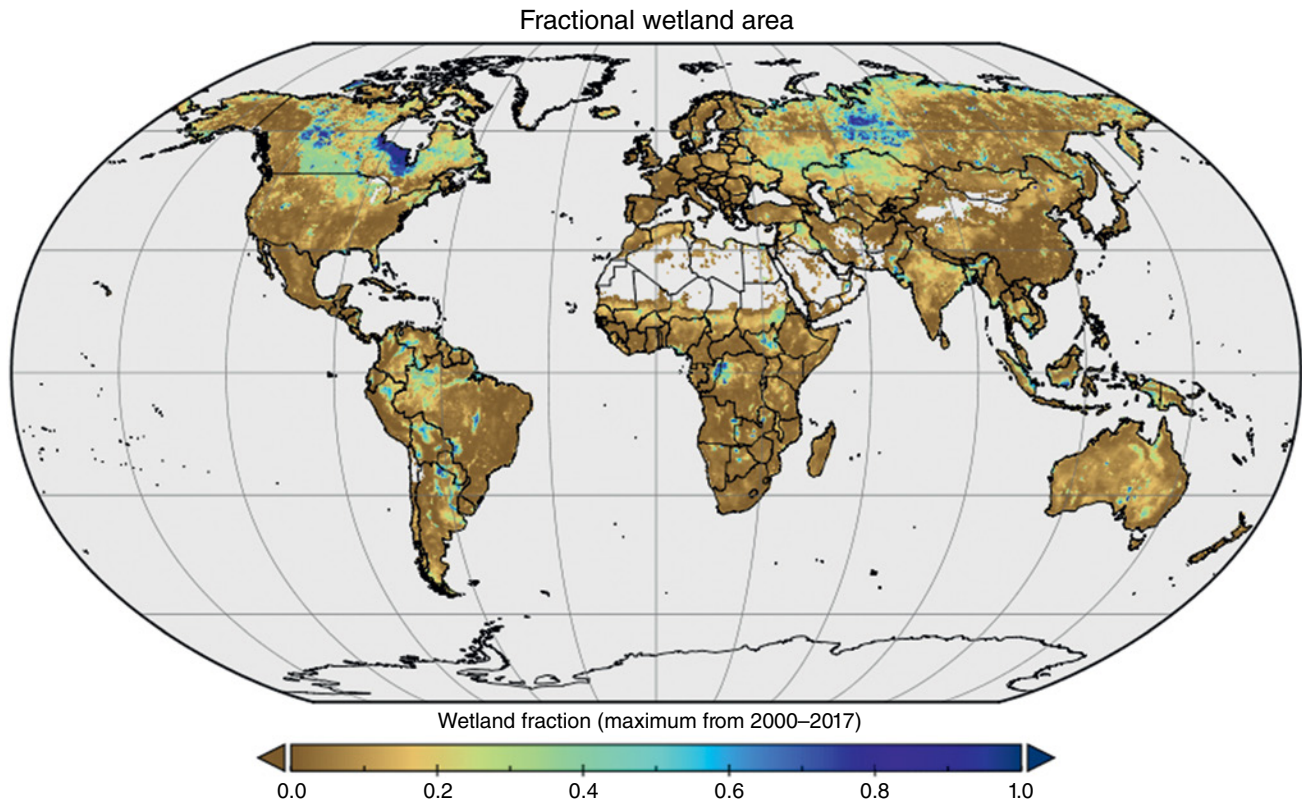 Fractional wetland area
Wetland fraction (maximum from 2000–2017)
0.0 0.2 0.4 0.6 0.8 1.0